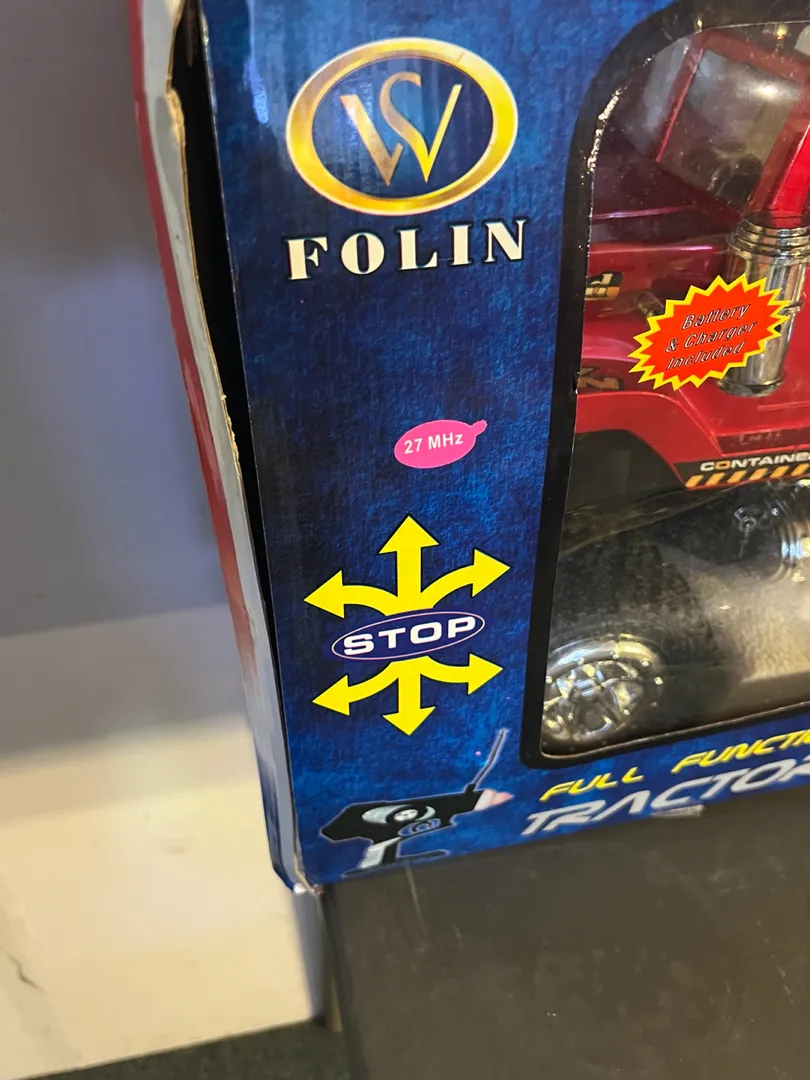 FOLIN
Battery
& Charger
Included
27 MHz
CONTAINE
STOP
FULL FUNCTI
TRACTOR